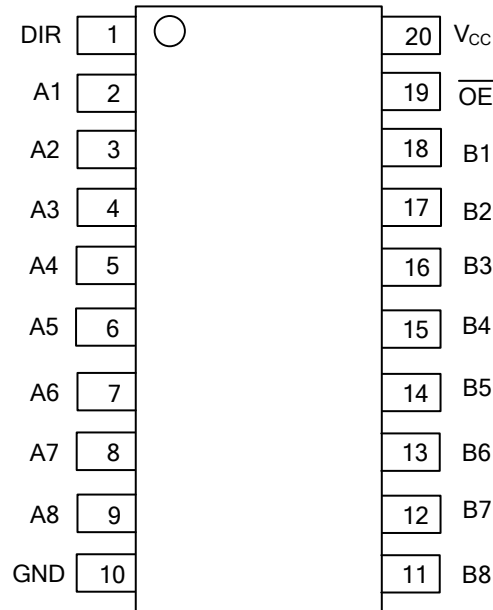 DIR 1 20 V_CC
A1 2 19 O̅E̅
A2 3 18 B1
A3 4 17 B2
A4 5 16 B3
A5 6 15 B4
A6 7 14 B5
A7 8 13 B6
A8 9 12 B7
GND 10 11 B8